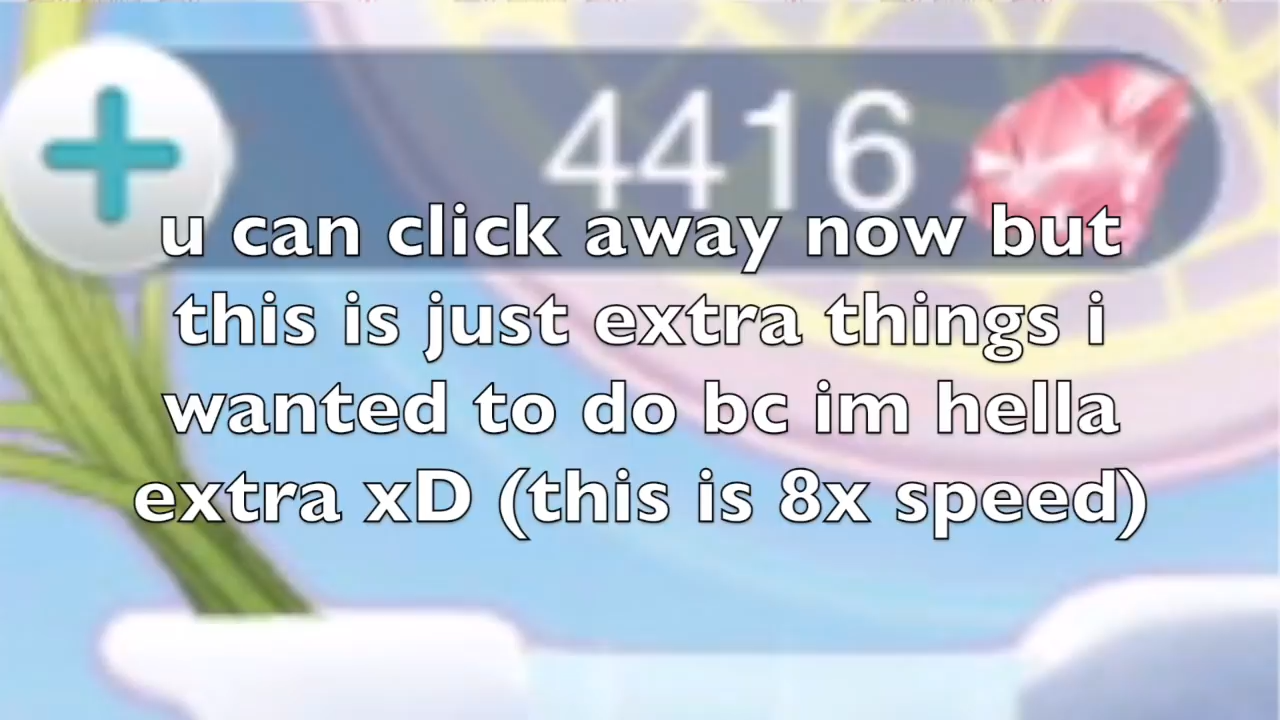 4416
u can click away now but
this is just extra things i
wanted to do bc im hella
extra xD (this is 8x speed)